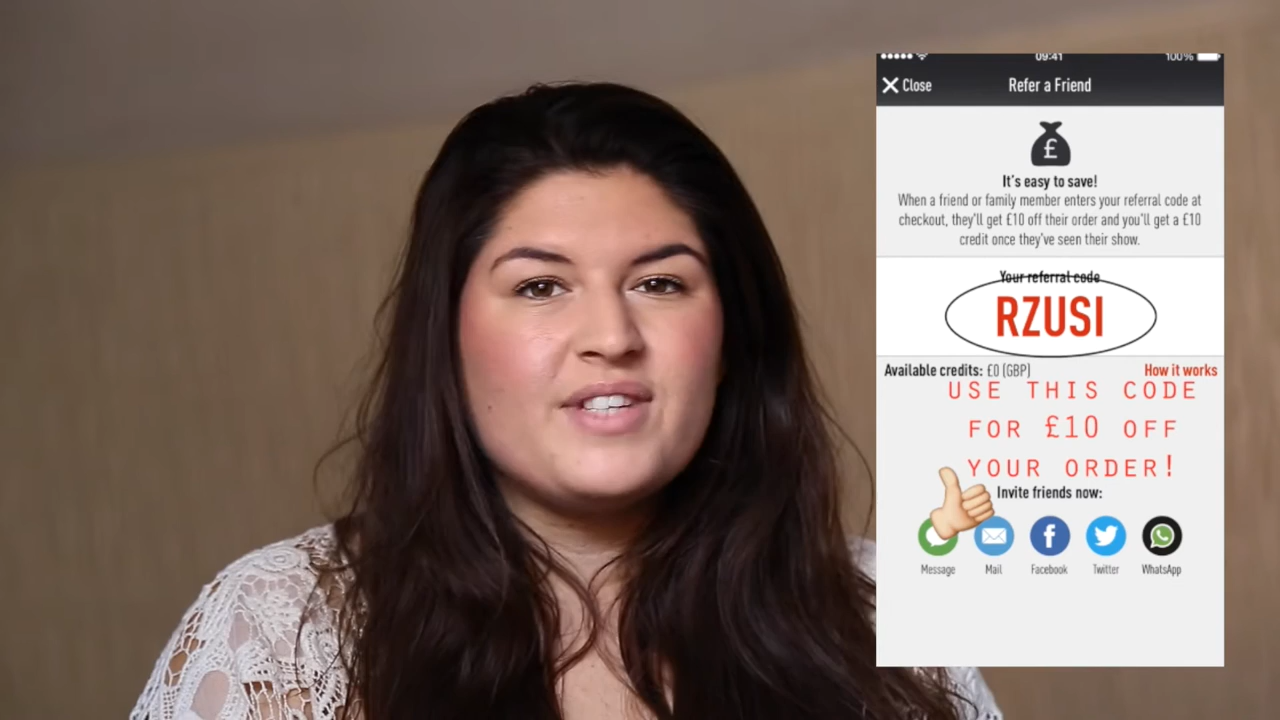 09:41
100%
Close
Refer a Friend
£
It's easy to save!
When a friend or family member enters your referral code at
checkout, they'll get £10 off their order and you'll get a £10
credit once they've seen their show.
Your referral code
RZUSI
Available credits: £0 (GBP)
How it works
USE THIS CODE
FOR £10 OFF
YOUR ORDER!
Invite friends now:
Message
Mail
Facebook
Twitter
WhatsApp